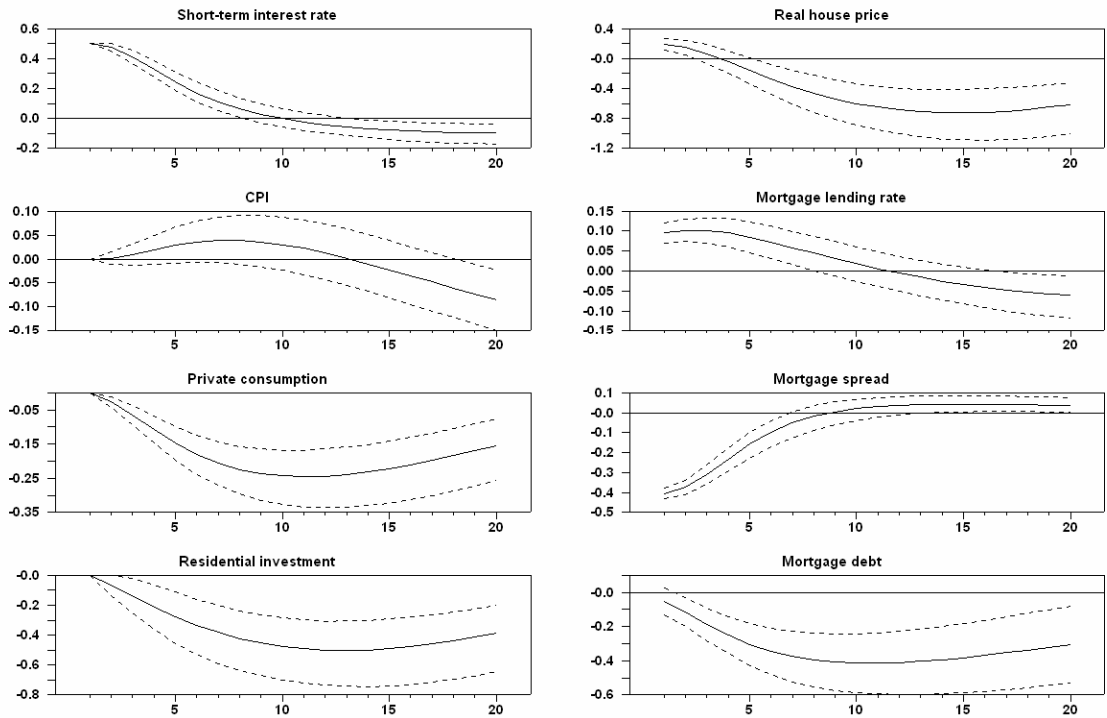 Short-term interest rate
0.6
0.4
0.2
0.0
-0.2
5 10 15 20
Real house price
0.4
-0.0
-0.4
-0.8
-1.2
5 10 15 20
CPI
0.10
0.05
0.00
-0.05
-0.10
-0.15
5 10 15 20
Mortgage lending rate
0.15
0.10
0.05
0.00
-0.05
-0.10
-0.15
5 10 15 20
Private consumption
-0.05
-0.15
-0.25
-0.35
5 10 15 20
Mortgage spread
0.1
-0.0
-0.1
-0.2
-0.3
-0.4
-0.5
5 10 15 20
Residential investment
-0.0
-0.2
-0.4
-0.6
-0.8
5 10 15 20
Mortgage debt
-0.0
-0.2
-0.4
-0.6
5 10 15 20